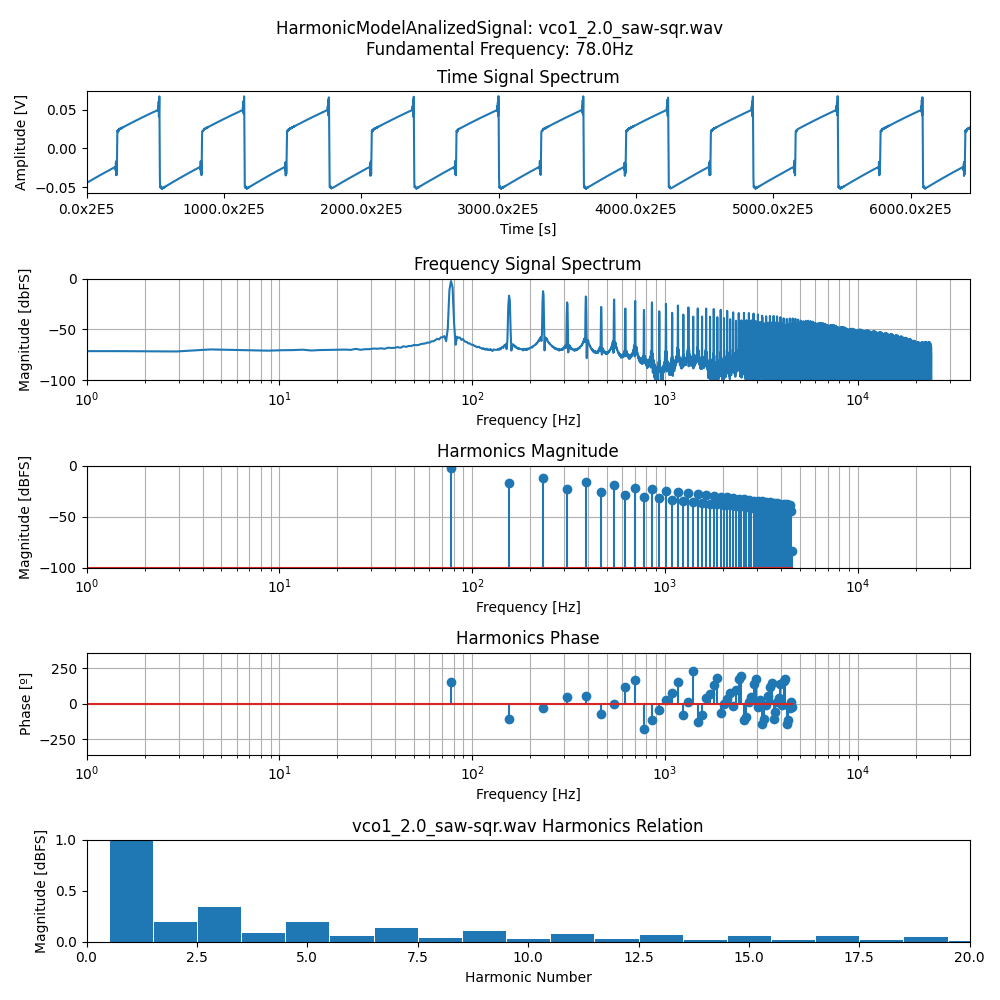 HarmonicModelAnalizedSignal: vco1_2.0_saw-sqr.wav
Fundamental Frequency: 78.0Hz
Time Signal Spectrum
Amplitude [V]
0.05
0.00
−0.05
0.0x2E5 1000.0x2E5 2000.0x2E5 3000.0x2E5 4000.0x2E5 5000.0x2E5 6000.0x2E5
Time [s]
Frequency Signal Spectrum
Magnitude [dbFS]
0
−50
−100
10⁰ 10¹ 10² 10³ 10⁴
Frequency [Hz]
Harmonics Magnitude
Magnitude [dBFS]
0
−50
−100
10⁰ 10¹ 10² 10³ 10⁴
Frequency [Hz]
Harmonics Phase
Phase [º]
250
0
−250
10⁰ 10¹ 10² 10³ 10⁴
Frequency [Hz]
vco1_2.0_saw-sqr.wav Harmonics Relation
Magnitude [dBFS]
1.0
0.5
0.0
0.0 2.5 5.0 7.5 10.0 12.5 15.0 17.5 20.0
Harmonic Number